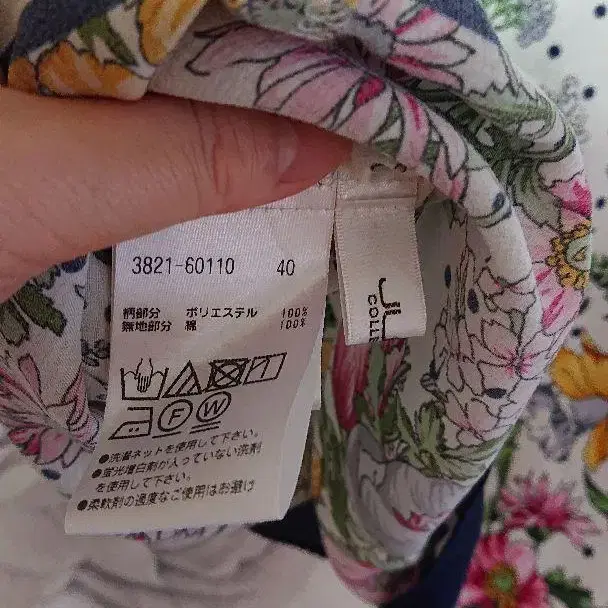 3821-60110 40
柄部分 ポリエステル 100%
無地部分 綿 100%
F W
●洗濯ネットを使用して下さい。
●蛍光増白剤が入っていない洗剤
を使用して下さい。
●柔軟剤の過度なご使用はお避け
JL
COLLE